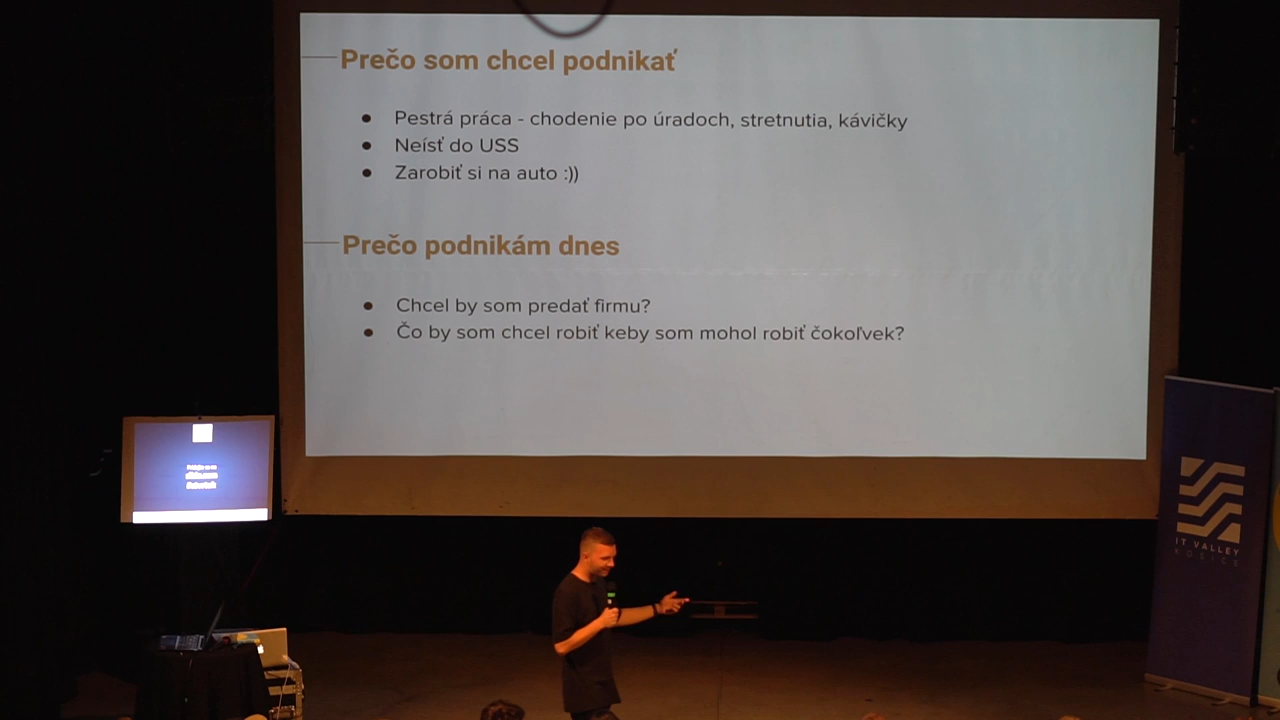 Prečo som chcel podnikať
● Pestrá práca - chodenie po úradoch, stretnutia, kávičky
● Neísť do USS
● Zarobiť si na auto :))
Prečo podnikám dnes
● Chcel by som predať firmu?
● Čo by som chcel robiť keby som mohol robiť čokoľvek?
IT VALLEY
KOŠICE